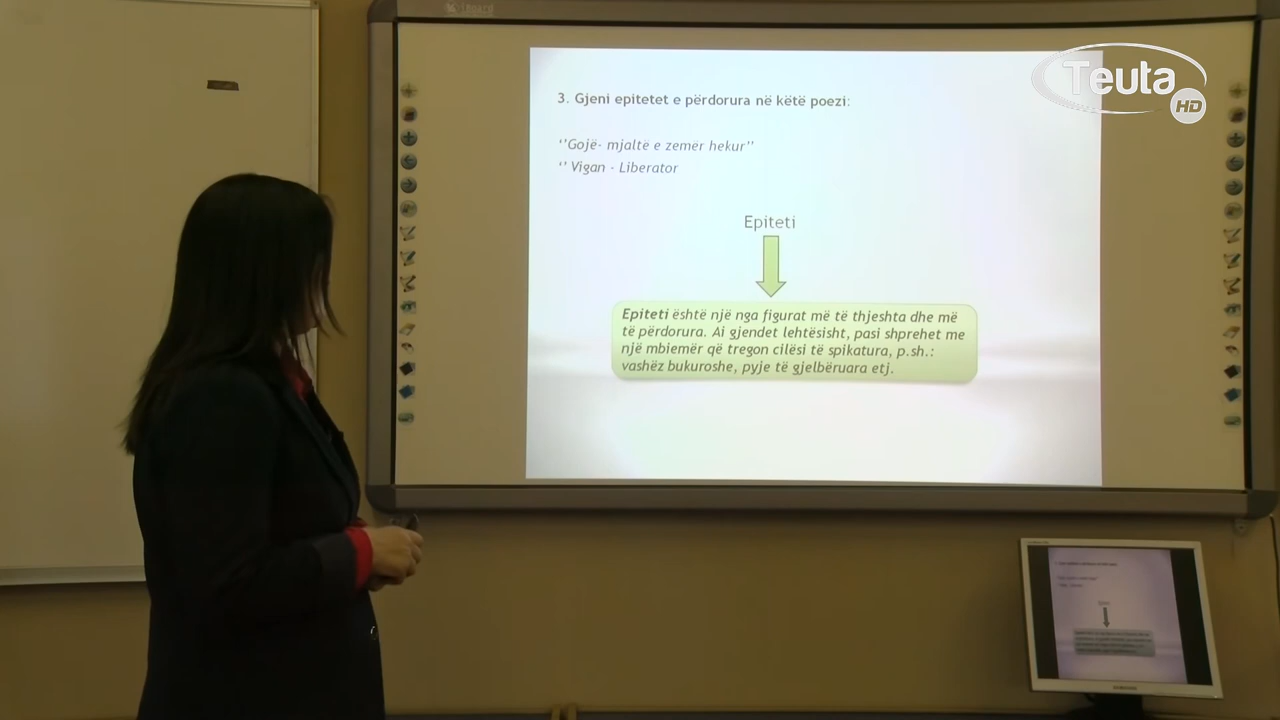 iBoard
Teuta
HD
3. Gjeni epitetet e përdorura në këtë poezi:
‘’Gojë- mjaltë e zemër hekur’’
‘’ Vigan - Liberator
Epiteti
Epiteti është një nga figurat më të thjeshta dhe më
të përdorura. Ai gjendet lehtësisht, pasi shprehet me
një mbiemër që tregon cilësi të spikatura, p.sh.:
vashëz bukuroshe, pyje të gjelbëruara etj.